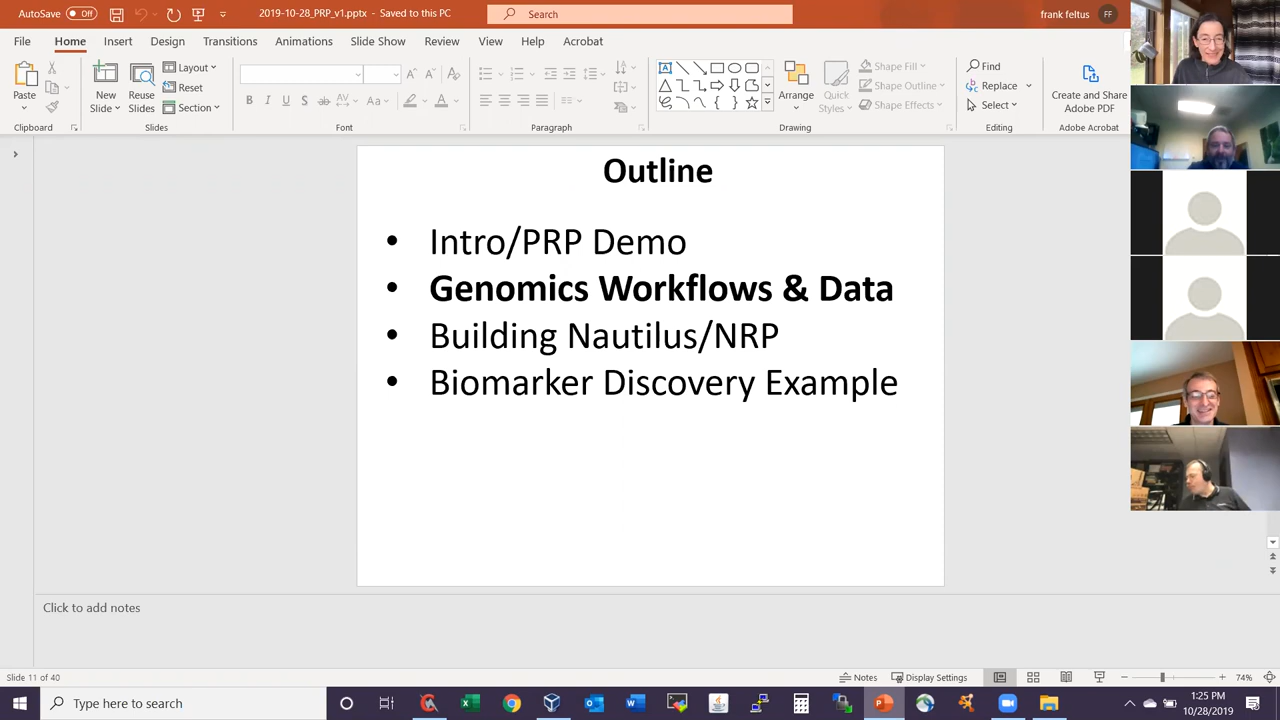 AutoSave Off 2019-10-28_PRP_v1.pptx - Saved to this PC Search frank feltus FF
File Home Insert Design Transitions Animations Slide Show Review View Help Acrobat
Paste
Clipboard
New Slide
Reuse Slides
Layout
Reset
Section
Slides
B I U S ab AV Aa A A A
Font
Paragraph
Arrange
Quick Styles
Shape Fill
Shape Outline
Shape Effects
Drawing
Find
Replace
Select
Editing
Create and Share Adobe PDF
Adobe Acrobat
Outline
• Intro/PRP Demo
• Genomics Workflows & Data
• Building Nautilus/NRP
• Biomarker Discovery Example
Click to add notes
Slide 11 of 40 Notes Display Settings 74%
Type here to search
1:25 PM
10/28/2019